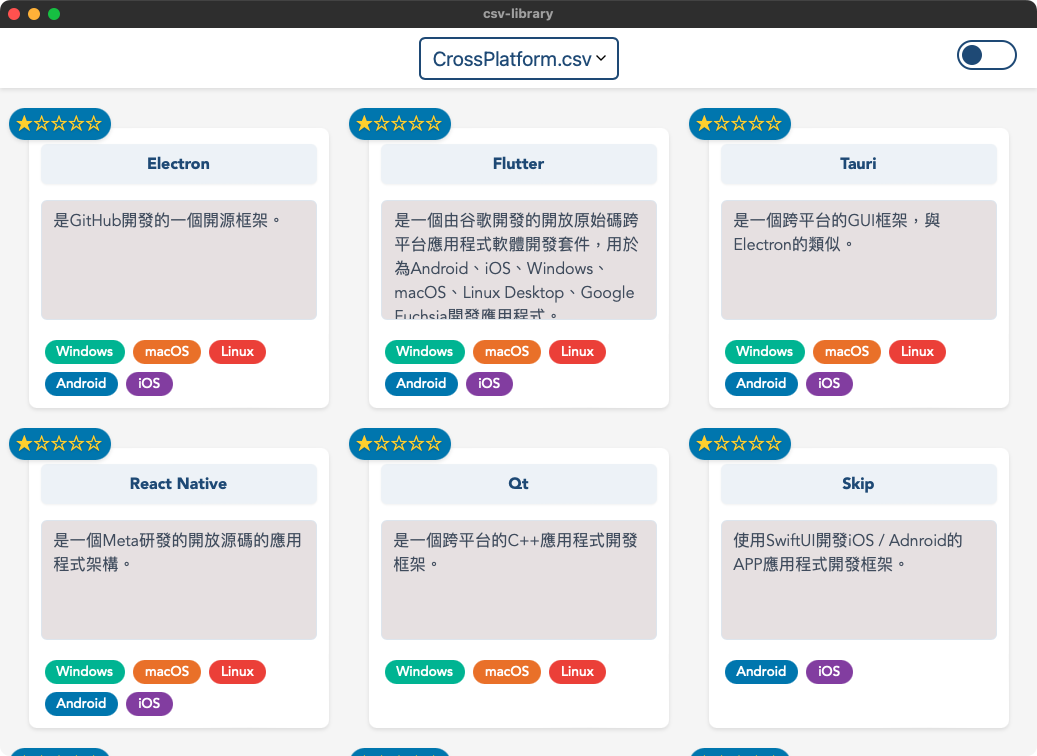 csv-library
CrossPlatform.csv
Electron
是GitHub開發的一個開源框架。
Windows macOS Linux
Android iOS
Flutter
是一個由谷歌開發的開放原始碼跨
平台應用程式軟體開發套件，用於
為Android、iOS、Windows、
macOS、Linux Desktop、Google
Fuchsia開發應用程式。
Windows macOS Linux
Android iOS
Tauri
是一個跨平台的GUI框架，與
Electron的類似。
Windows macOS Linux
Android iOS
React Native
是一個Meta研發的開放源碼的應用
程式架構。
Windows macOS Linux
Android iOS
Qt
是一個跨平台的C++應用程式開發
框架。
Windows macOS Linux
Skip
使用SwiftUI開發iOS / Adnroid的
APP應用程式開發框架。
Android iOS